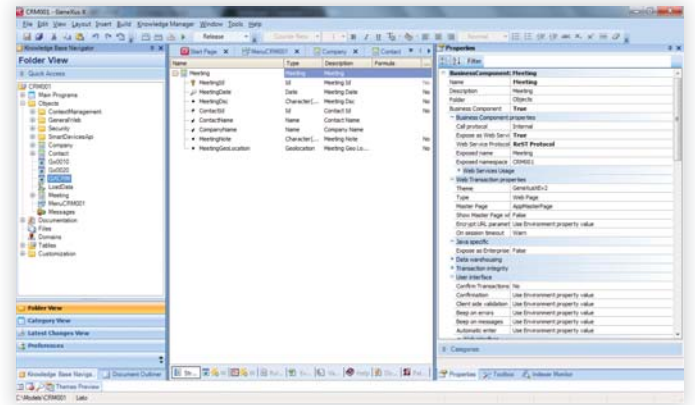 CRM001 - GeneXus X
File Edit View Layout Insert Build Knowledge Manager Window Tools Help
Release
Knowledge Base Navigator
Folder View
Quick Access
CRM001
Main Programs
Objects
ContextManagement
GeneralWeb
Security
SmartDevicesApi
Company
Contact
Gx0010
Gx0020
LoadData
Meeting
MenuCRM001
Messages
Documentation
Files
Domains
Tables
Customization
Folder View
Category View
Latest Changes View
Preferences
Knowledge Base Naviga...
Document Outliner
Themes Preview
C:\Models\CRM001
Start Page
MenuCRM001
Company
Contact
Name Type Description Formula
Meeting Meeting Meeting
MeetingId Id Meeting Id No
MeetingDate Date Meeting Date No
MeetingDsc Character(... Meeting Dsc No
ContactId Id Contact Id No
ContactName Name Contact Name
CompanyName Name Company Name
MeetingNote Character(... Meeting Note No
MeetingGeoLocation Geolocation Meeting Geo Lo... No
Properties
Filter
BusinessComponent: Meeting
Name Meeting
Description Meeting
Folder Objects
Business Component True
Business Component properties
Call protocol Internal
Expose as Web Servi True
Web Service Protocol ReST Protocol
Exposed name Meeting
Exposed namespace CRM001
Web Services Usage
Web Transaction properties
Theme GeneXusXEv2
Type Web Page
Master Page AppMasterPage
Show Master Page wl False
Encrypt URL paramet Use Environment property value
On session timeout Warn
Java specific
Expose as Enterprise False
Data warehousing
Transaction integrity
User interface
Confirm Transactions No
Confirmation Use Environment property value
Client side validation Use Environment property value
Beep on errors Use Environment property value
Beep on messages Use Environment property value
Automatic enter Use Environment property value
Categories
Properties
Toolbox
Indexer Monitor